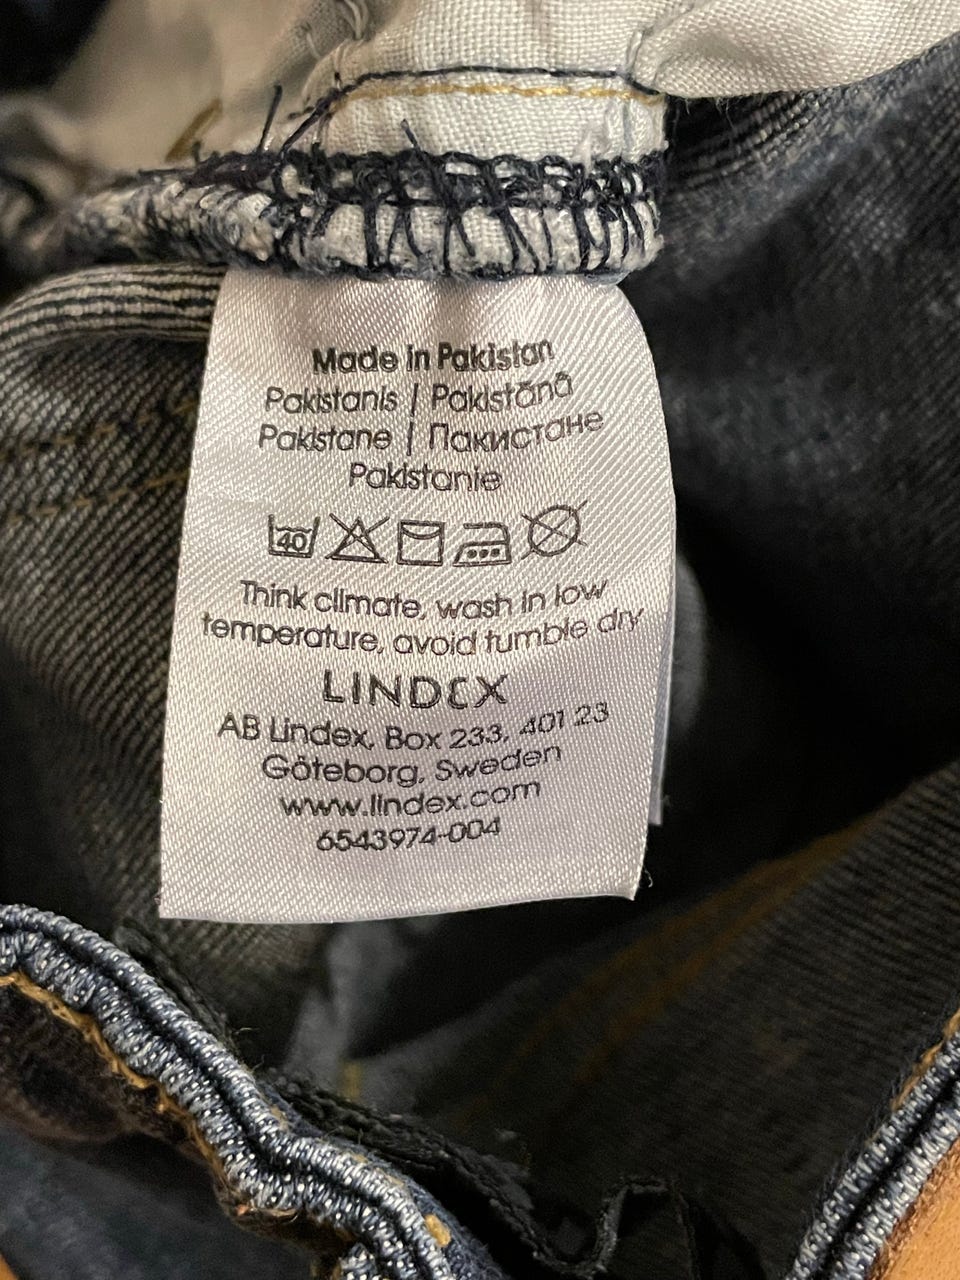 Made in Pakistan
Pakistanis | Pakistānā
Pakistane | Пакистане
Pakistanie
40
Think climate, wash in low
temperature, avoid tumble dry
LINDEX
AB Lindex, Box 233, 401 23
Göteborg, Sweden
www.lindex.com
6543974-004